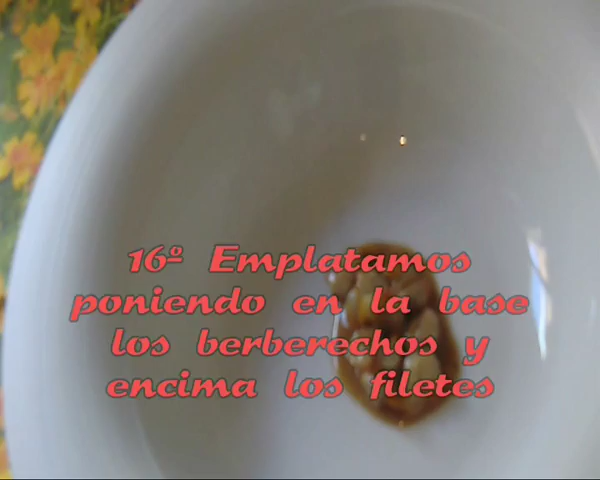 16º Emplatamos
poniendo en la base
los berberechos y
encima los filetes